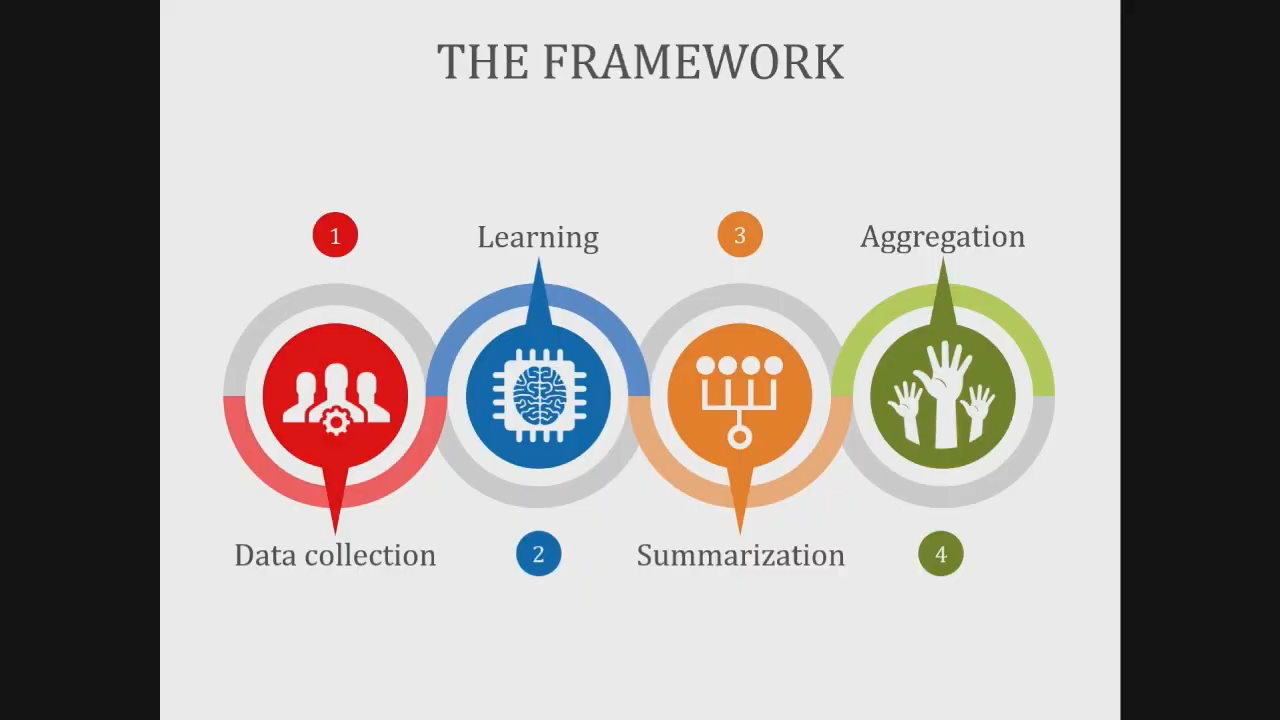 THE FRAMEWORK
1
Learning
3
Aggregation
Data collection
2
Summarization
4